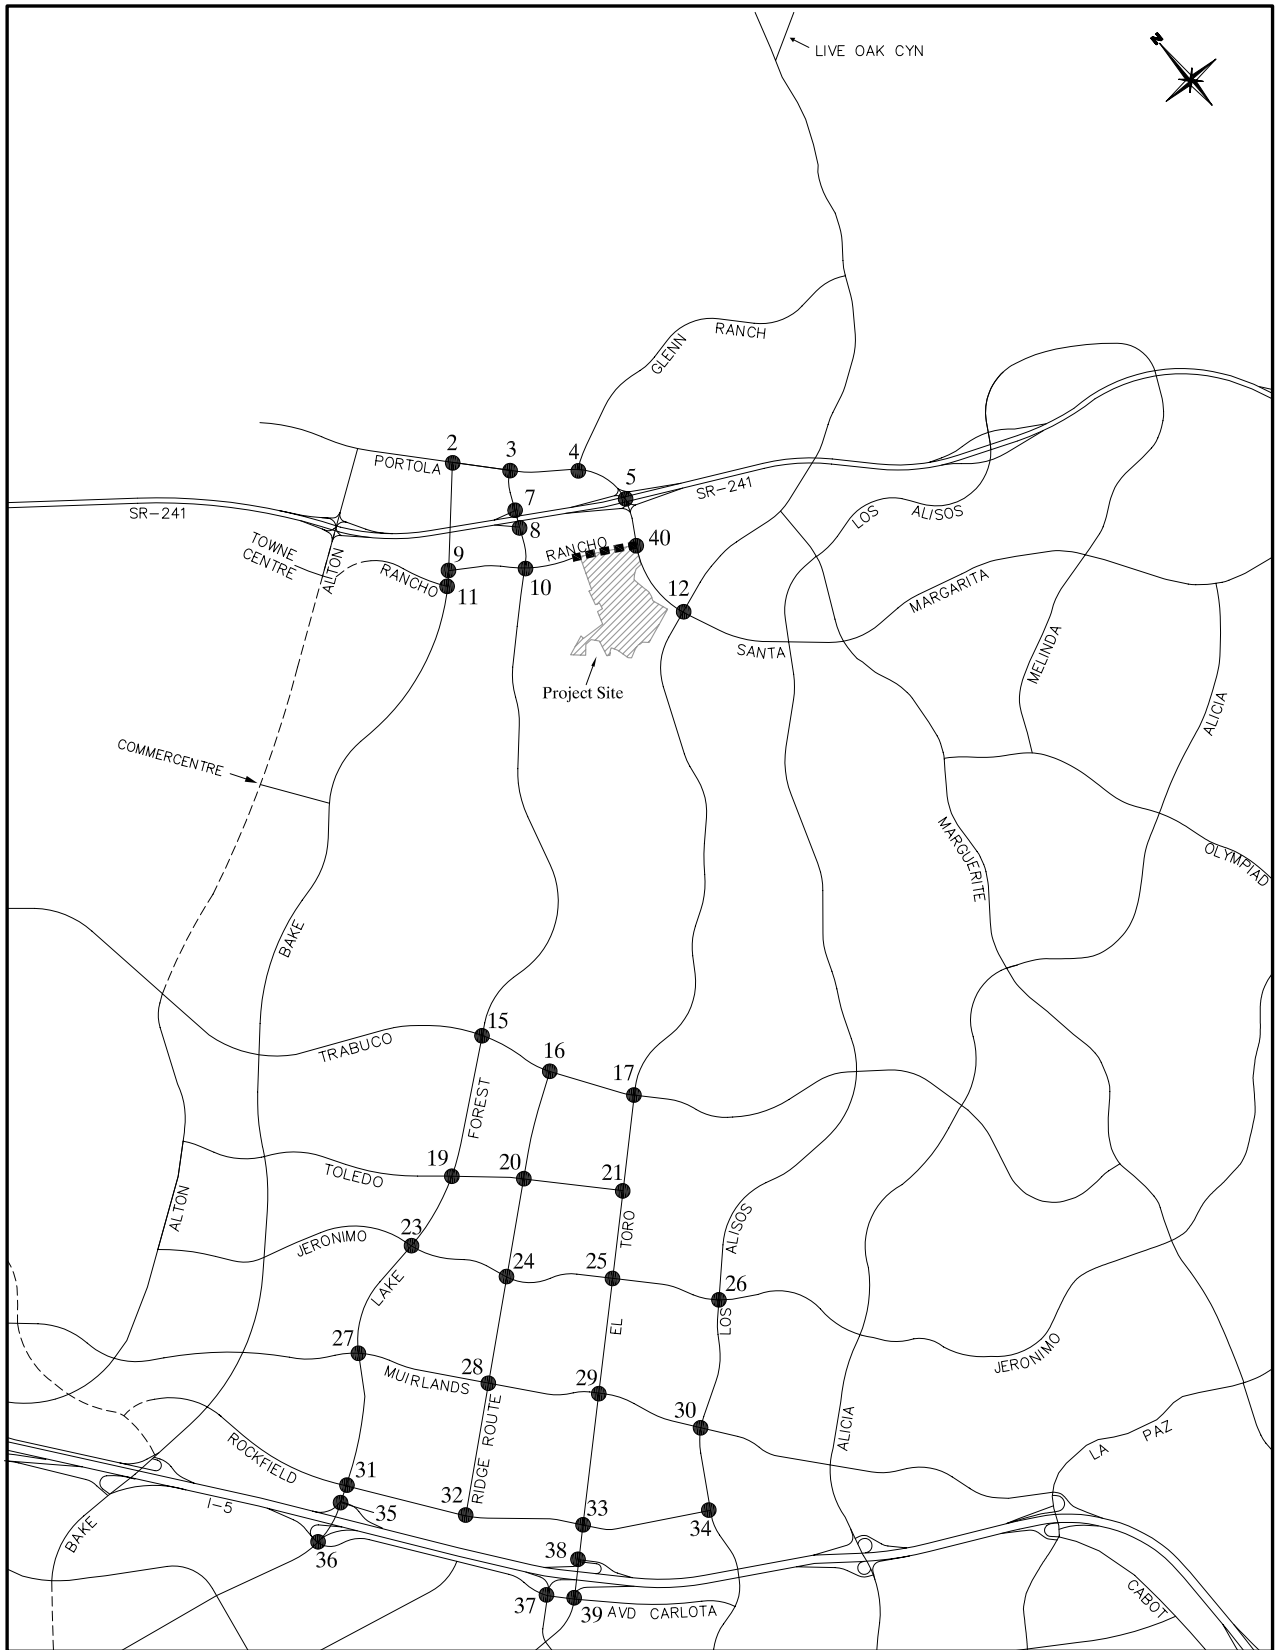 LIVE OAK CYN
N
GLENN
RANCH
2
3
4
5
PORTOLA
SR-241
SR-241
7
8
LOS
ALISOS
TOWNE
CENTRE
ALTON
RANCHO
9
RANCHO
40
10
11
12
MARGARITA
SANTA
MELINDA
ALICIA
Project Site
COMMERCENTRE
MARGUERITE
OLYMPIAD
BAKE
15
TRABUCO
16
17
FOREST
19
20
21
TOLEDO
ALTON
TORO
ALISOS
23
JERONIMO
24
25
26
LAKE
EL
LOS
27
28
MUIRLANDS
29
JERONIMO
30
RIDGE ROUTE
ALICIA
LA PAZ
ROCKFIELD
31
I-5
35
32
33
34
BAKE
36
38
37
39
AVD CARLOTA
CABOT